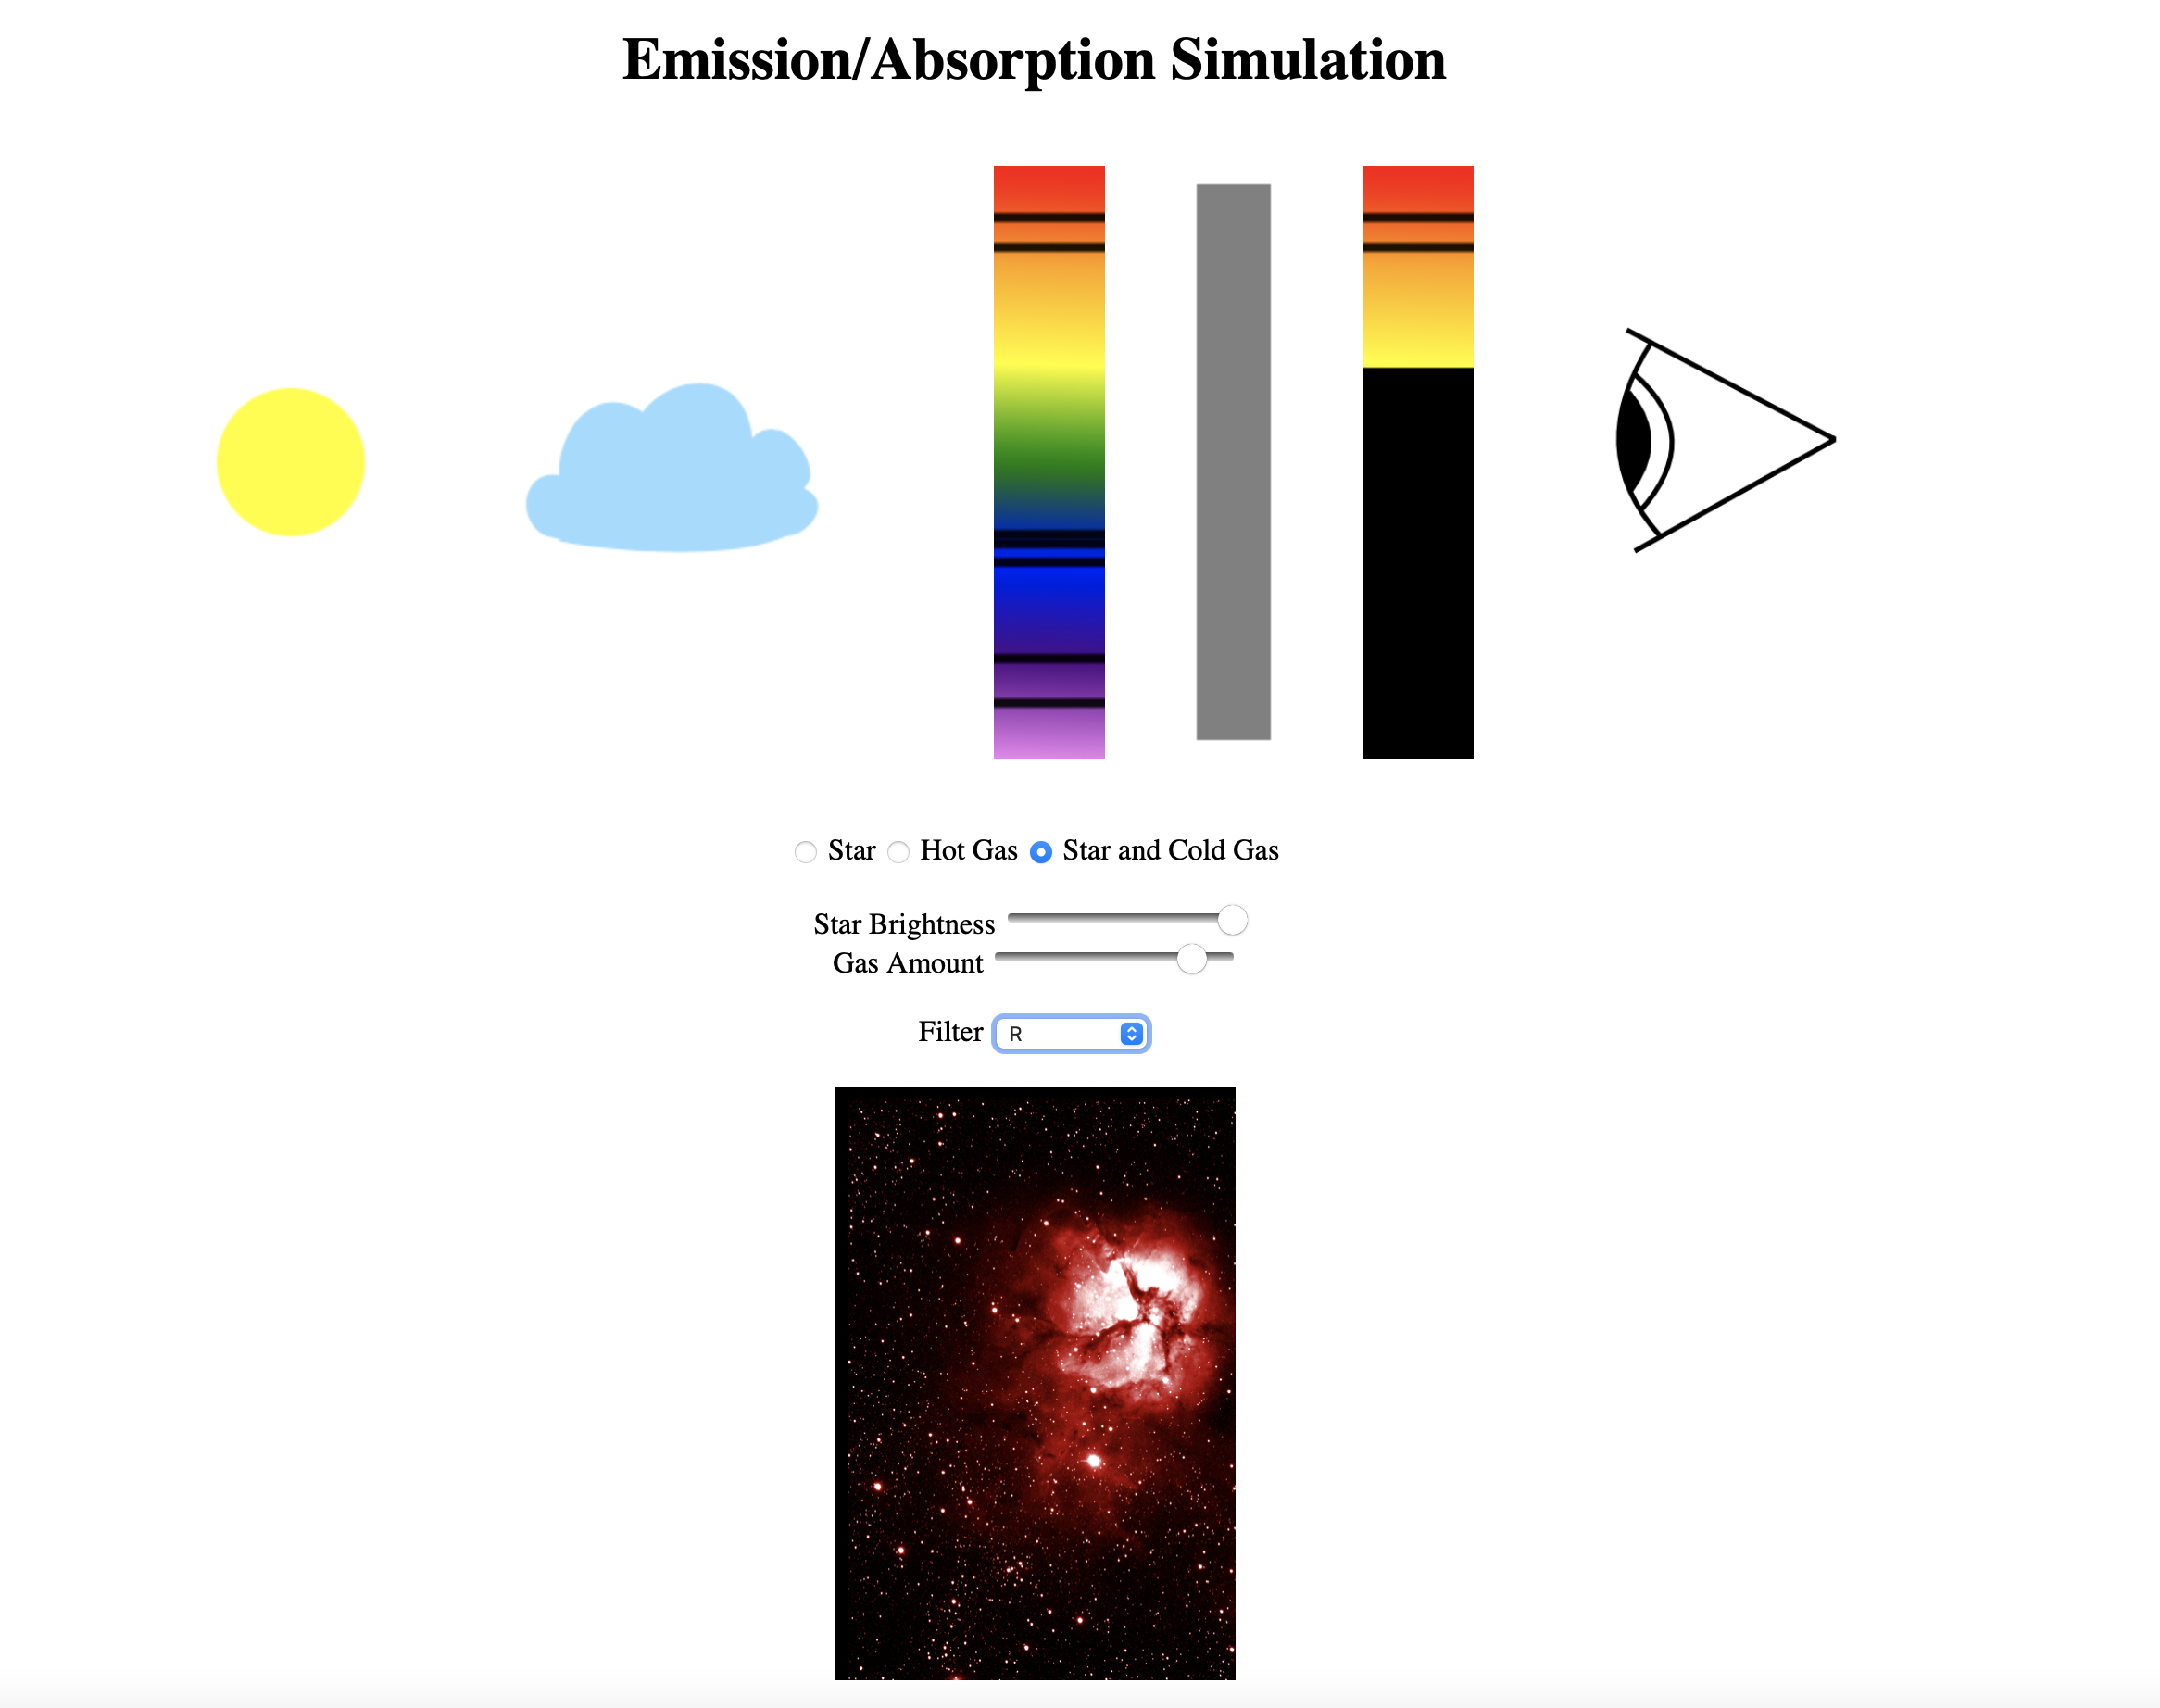 Emission/Absorption Simulation
Star Hot Gas Star and Cold Gas
Star Brightness
Gas Amount
Filter R